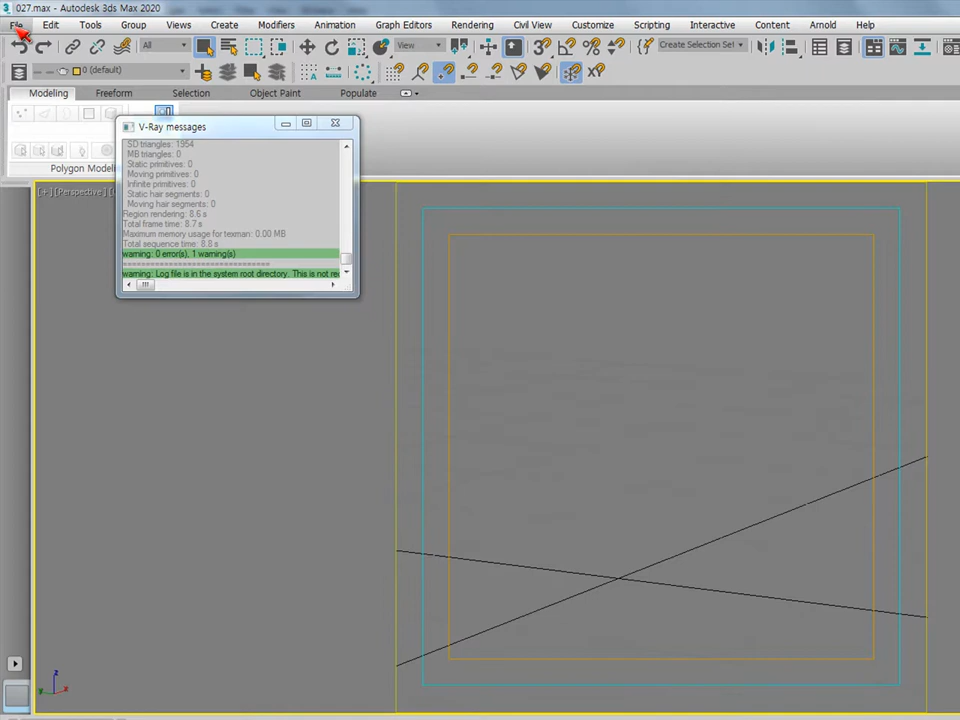 027.max - Autodesk 3ds Max 2020
File Edit Tools Group Views Create Modifiers Animation Graph Editors Rendering Civil View Customize Scripting Interactive Content Arnold Help
All View 3 Create Selection Set
0 (default) XY
Modeling Freeform Selection Object Paint Populate
V-Ray messages
SD triangles: 1954
MB triangles: 0
Static primitives: 0
Moving primitives: 0
Infinite primitives: 0
Static hair segments: 0
Moving hair segments: 0
Region rendering: 8.6 s
Total frame time: 8.7 s
Maximum memory usage for texman: 0.00 MB
Total sequence time: 8.8 s
warning: 0 error(s), 1 warning(s)
==============================
warning: Log file is in the system root directory. This is not re
Polygon Modeli
[+] [Perspective]
z
y x